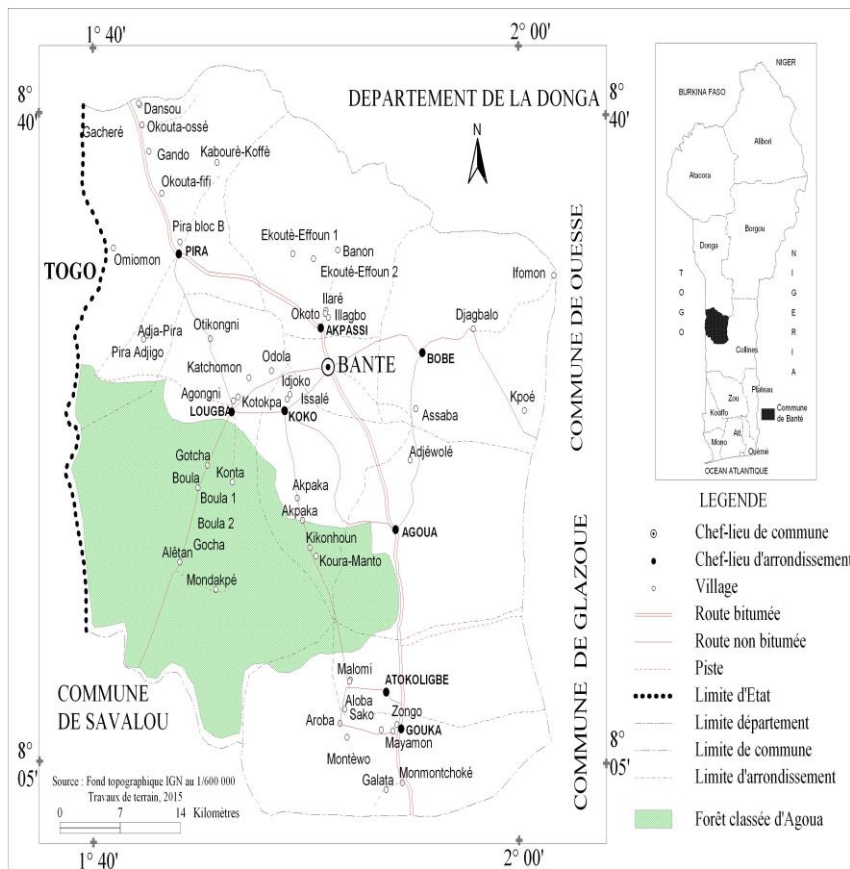 1° 40'
2° 00'
8°
40'
8°
40'
DEPARTEMENT DE LA DONGA
N
Dansou
Gacheré
Okouta-ossé
Gando
Kabourè-Koffè
Okouta-fifi
Pira bloc B
PIRA
Omiomon
TOGO
Ekoutè-Effoun 1
Banon
Ekouté-Effoun 2
Ifomon
Ilaré
Okoto
Illagbo
AKPASSI
Djagbalo
Adja-Pira
Otikongni
Pira Adjigo
BOBE
BANTE
Odola
Katchomon
Idjoko
Agongni
Kotokpa
Issalé
LOUGBA
KOKO
Assaba
Kpoé
Adjéwolé
Gotcha
Konta
Boula
Boula 1
Akpaka
Akpaka
Boula 2
AGOUA
Gocha
Kikonhoun
Alètan
Koura-Manto
Mondakpé
Malomi
ATOKOLIGBE
Aloba
Sako
Zongo
Aroba
GOUKA
Mayamon
Montèwo
Monmontchoké
Galata
COMMUNE
DE SAVALOU
COMMUNE DE OUESSE
COMMUNE DE GLAZOUE
8°
05'
8°
05'
Source : Fond topographique IGN au 1/600 000
Travaux de terrain, 2015
0 7 14 Kilomètres
1° 40'
2° 00'
NIGER
BURKINA FASO
Alibori
Atacora
Borgou
Donga
TOGO
NIGERIA
Collines
Plateau
Zou
Kouffo
Commune
de Banté
Atl.
Mono
Ouémé
OCEAN ATLANTIQUE
LEGENDE
Chef-lieu de commune
Chef-lieu d'arrondissement
Village
Route bitumée
Route non bitumée
Piste
Limite d'Etat
Limite département
Limite de commune
Limite d'arrondissement
Forêt classée d'Agoua